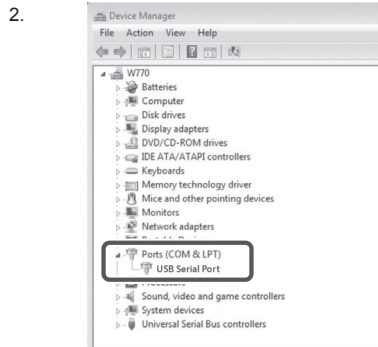 2.
Device Manager
File Action View Help
W770
Batteries
Computer
Disk drives
Display adapters
DVD/CD-ROM drives
IDE ATA/ATAPI controllers
Keyboards
Memory technology driver
Mice and other pointing devices
Monitors
Network adapters
Ports (COM & LPT)
USB Serial Port
Sound, video and game controllers
System devices
Universal Serial Bus controllers